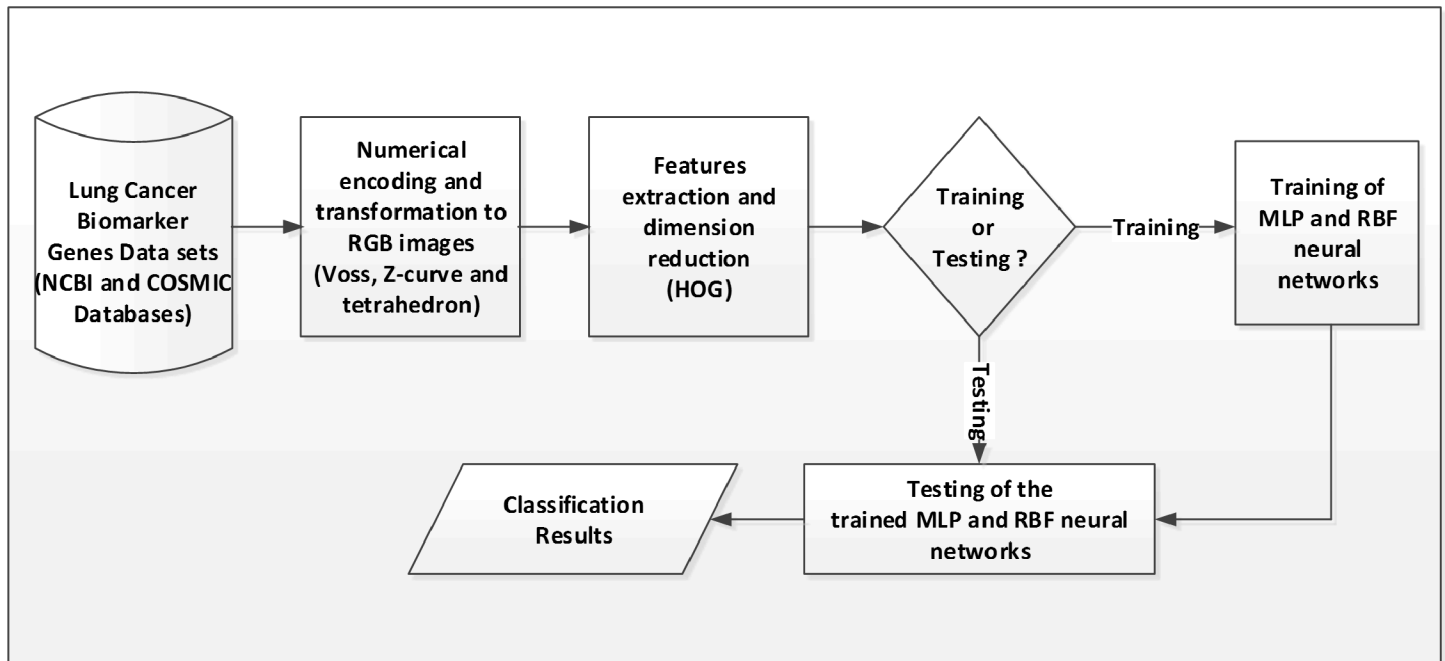 Lung Cancer
Biomarker
Genes Data sets
(NCBI and COSMIC
Databases)
Numerical
encoding and
transformation to
RGB images
(Voss, Z-curve and
tetrahedron)
Features
extraction and
dimension
reduction
(HOG)
Training
or
Testing ?
Training
Training of
MLP and RBF
neural
networks
Testing
Testing of the
trained MLP and RBF neural
networks
Classification
Results